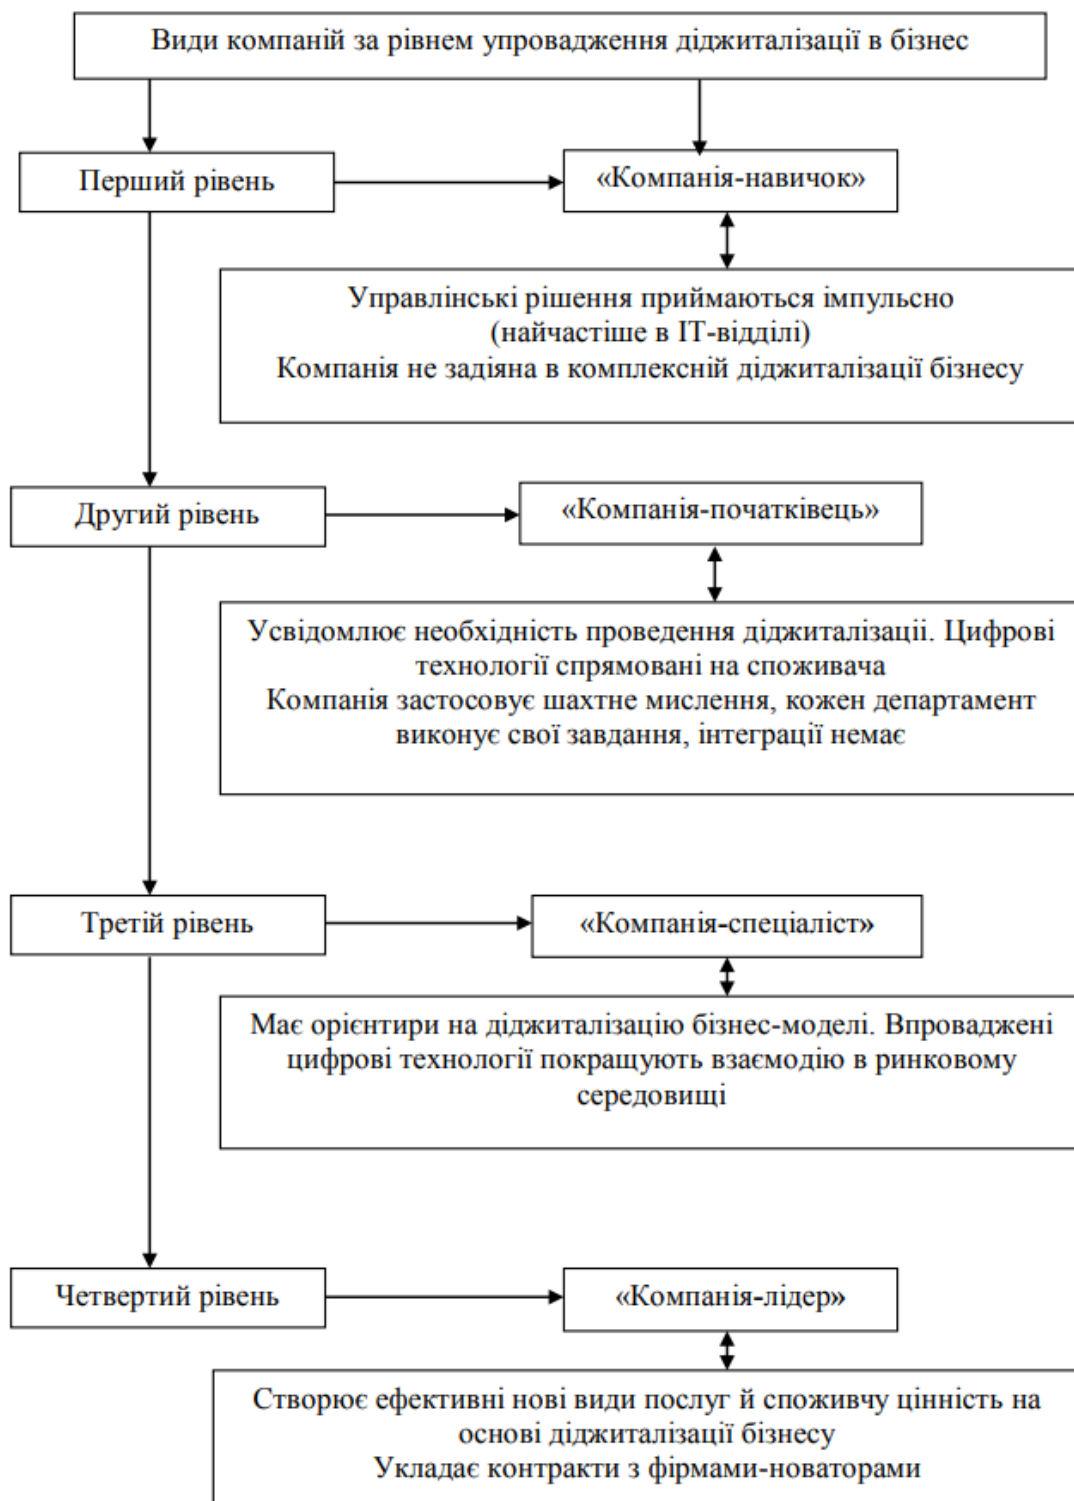 Види компаній за рівнем упровадження діджиталізації в бізнес
Перший рівень
«Компанія-навичок»
Управлінські рішення приймаються імпульсно
(найчастіше в ІТ-відділі)
Компанія не задіяна в комплексній діджиталізації бізнесу
Другий рівень
«Компанія-початківець»
Усвідомлює необхідність проведення діджиталізації. Цифрові
технології спрямовані на споживача
Компанія застосовує шахтне мислення, кожен департамент
виконує свої завдання, інтеграції немає
Третій рівень
«Компанія-спеціаліст»
Має орієнтири на діджиталізацію бізнес-моделі. Впроваджені
цифрові технології покращують взаємодію в ринковому
середовищі
Четвертий рівень
«Компанія-лідер»
Створює ефективні нові види послуг й споживчу цінність на
основі діджиталізації бізнесу
Укладає контракти з фірмами-новаторами